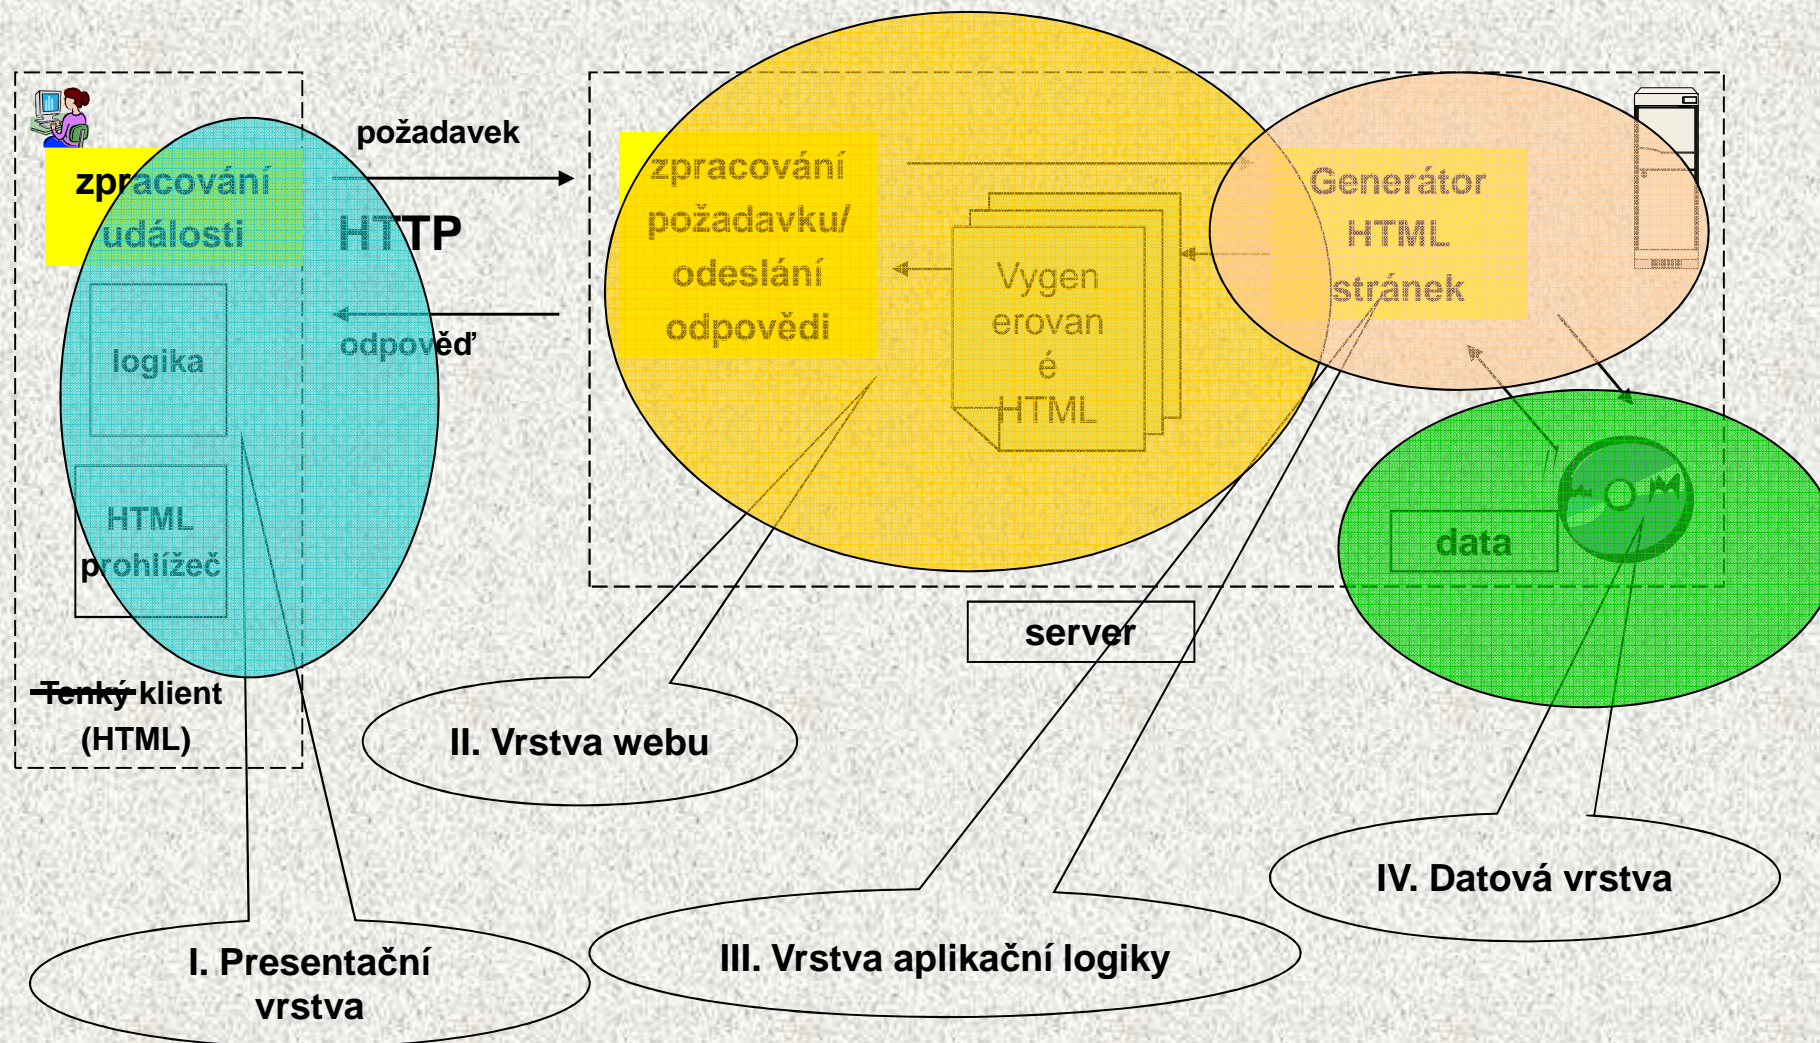 zpracování
události
logika
HTML
prohlížeč
Tenký klient
(HTML)
požadavek
HTTP
odpověď
zpracování
požadavku/
odeslání
odpovědi
Vygen
erovan
é
HTML
Generátor
HTML
stránek
data
server
I. Presentační
vrstva
II. Vrstva webu
III. Vrstva aplikační logiky
IV. Datová vrstva